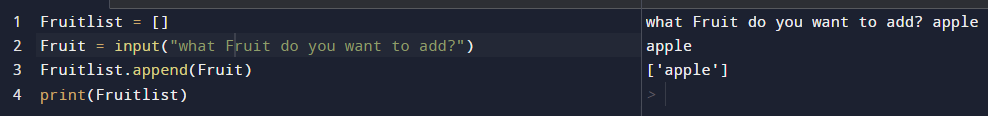 1 Fruitlist = []
2 Fruit = input("what Fruit do you want to add?")
3 Fruitlist.append(Fruit)
4 print(Fruitlist)
what Fruit do you want to add? apple
apple
['apple']
>